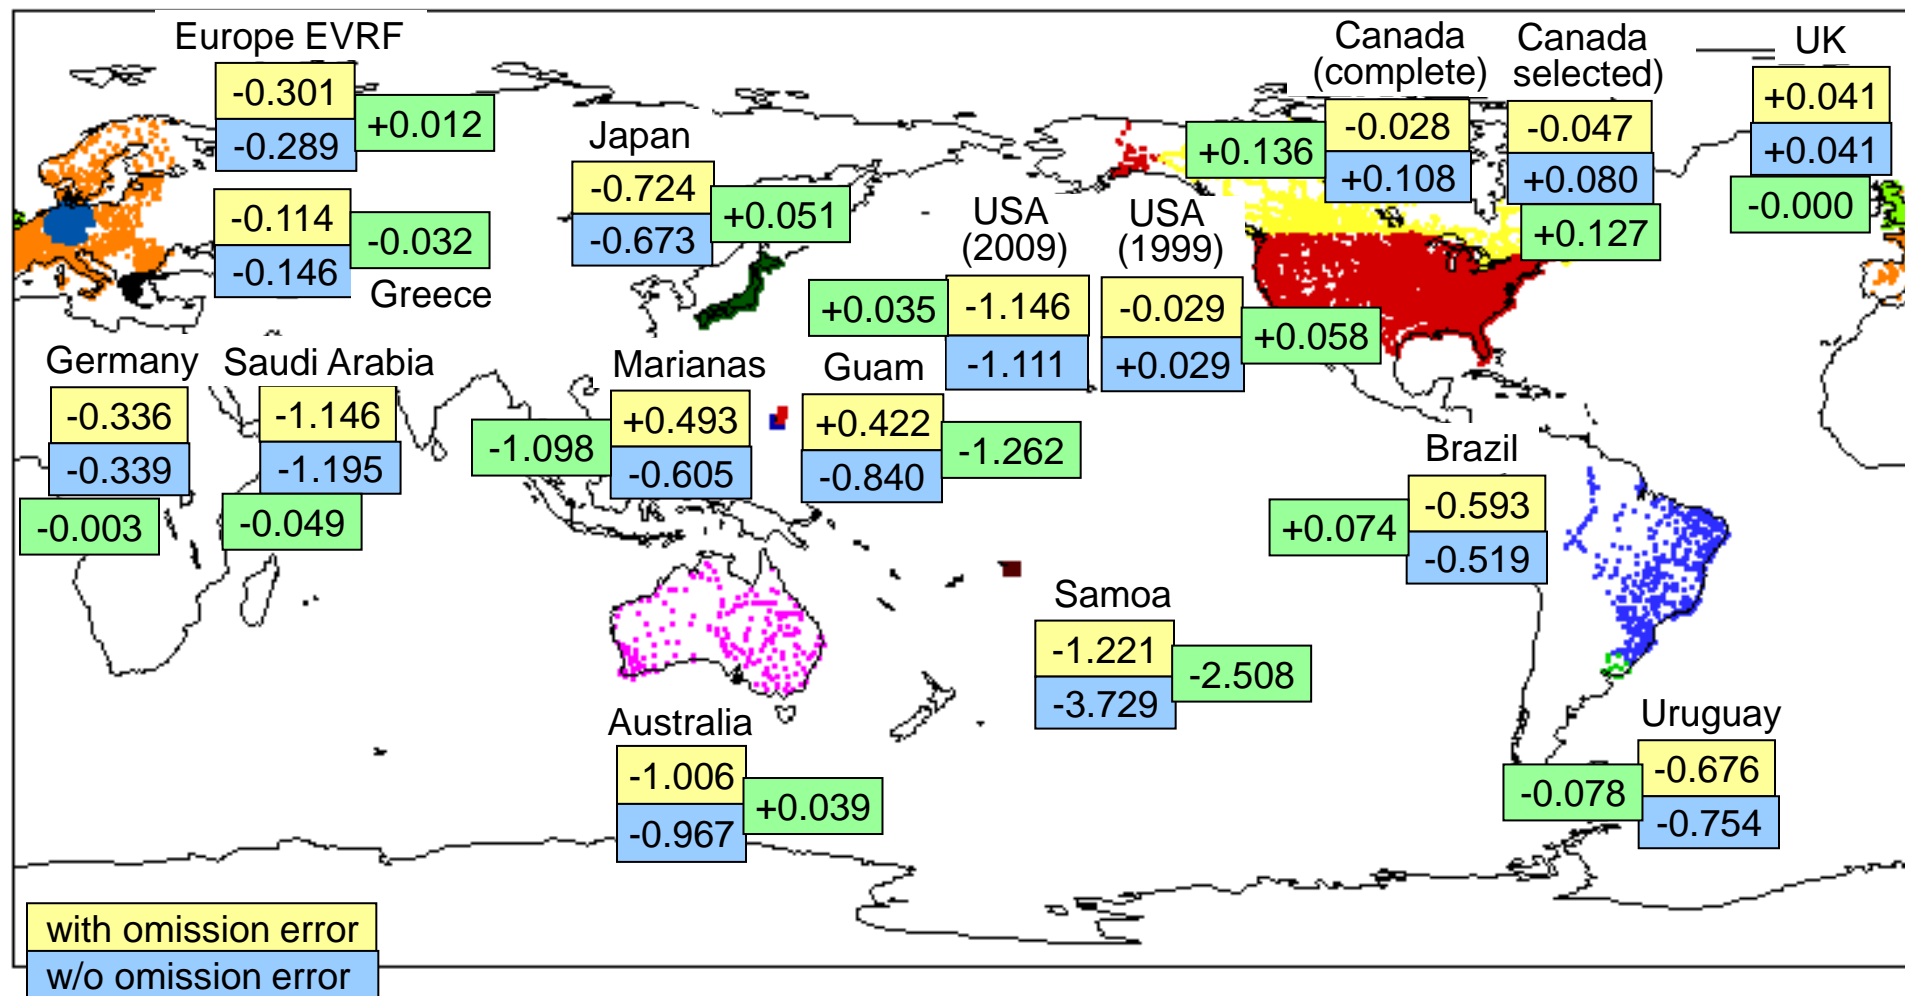 Europe EVRF
-0.301
-0.289
+0.012
-0.114
-0.146
-0.032
Greece
Japan
-0.724
-0.673
+0.051
Canada
(complete)
+0.136
-0.028
+0.108
Canada
selected)
-0.047
+0.080
+0.127
UK
+0.041
+0.041
-0.000
USA
(2009)
+0.035
-1.146
-1.111
USA
(1999)
-0.029
+0.029
+0.058
Germany
-0.336
-0.339
-0.003
Saudi Arabia
-1.146
-1.195
-0.049
Marianas
-1.098
+0.493
-0.605
Guam
+0.422
-0.840
-1.262
Brazil
+0.074
-0.593
-0.519
Samoa
-1.221
-3.729
-2.508
Australia
-1.006
-0.967
+0.039
Uruguay
-0.078
-0.676
-0.754
with omission error
w/o omission error